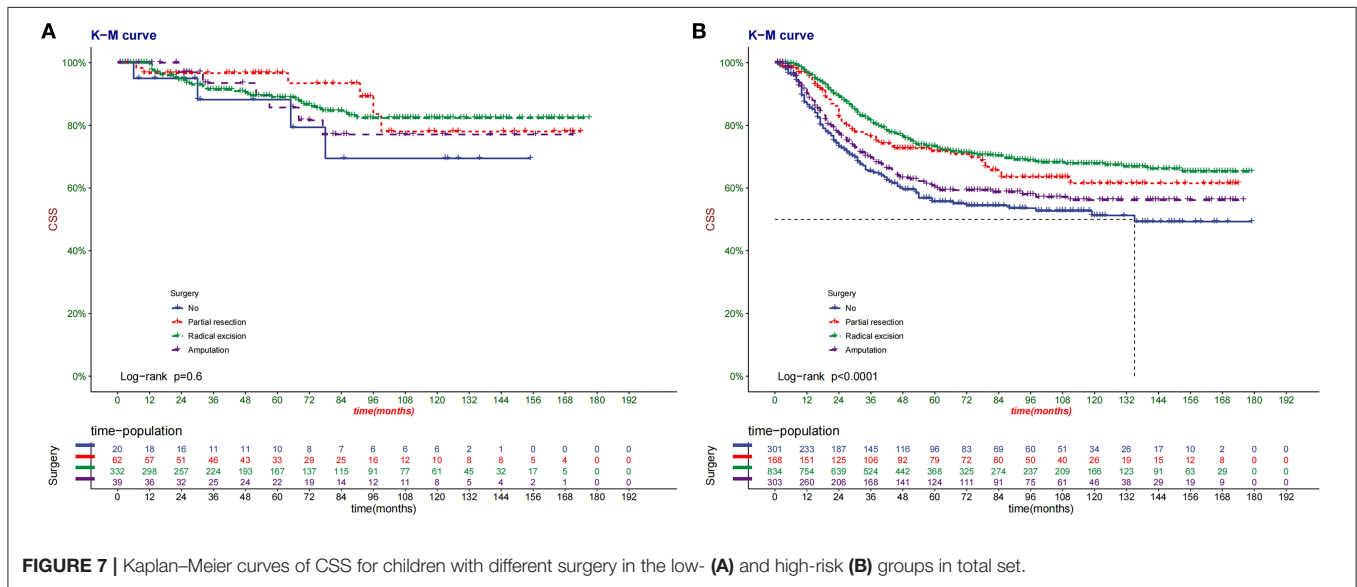 A
K−M curve
100%
80%
60%
40%
20%
0%
CSS
Surgery
No
Partial resection
Radical excision
Amputation
Log−rank p=0.6
0 12 24 36 48 60 72 84 96 108 120 132 144 156 168 180 192
time(months)
time−population
Surgery
20 18 16 11 11 10 8 7 6 6 6 2 1 0 0 0 0
62 57 51 46 43 33 29 25 16 12 10 8 8 5 4 0 0
332 298 257 224 193 167 137 115 91 77 61 45 32 17 5 0 0
39 36 32 25 24 22 19 14 12 11 8 5 4 2 1 0 0
0 12 24 36 48 60 72 84 96 108 120 132 144 156 168 180 192
time(months)
B
K−M curve
100%
80%
60%
40%
20%
0%
CSS
Surgery
No
Partial resection
Radical excision
Amputation
Log−rank p<0.0001
0 12 24 36 48 60 72 84 96 108 120 132 144 156 168 180 192
time(months)
time−population
Surgery
301 233 187 145 116 96 83 69 60 51 34 26 17 10 2 0 0
168 151 125 106 92 79 72 60 50 40 26 19 15 12 8 0 0
834 754 639 524 442 368 325 274 237 209 166 123 91 63 29 0 0
303 260 206 168 141 124 111 91 75 61 46 38 29 19 9 0 0
0 12 24 36 48 60 72 84 96 108 120 132 144 156 168 180 192
time(months)
FIGURE 7 | Kaplan–Meier curves of CSS for children with different surgery in the low- (A) and high-risk (B) groups in total set.